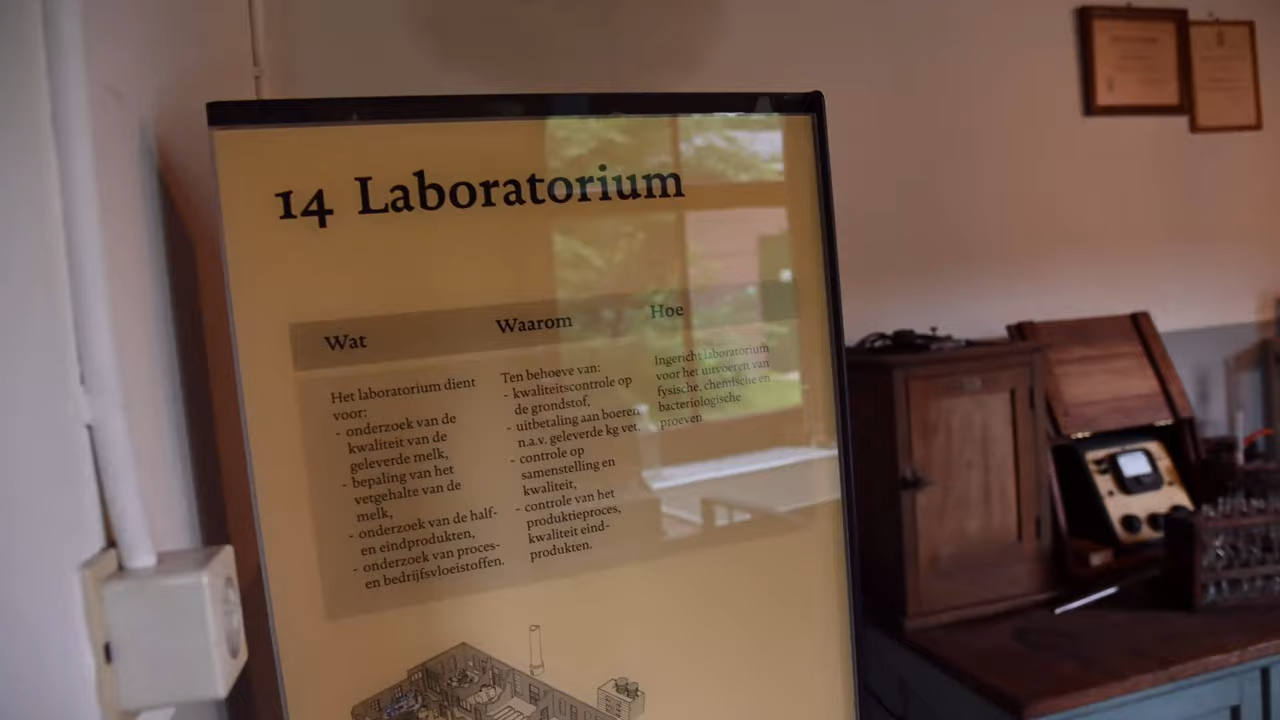 14 Laboratorium
Wat
Het laboratorium dient
voor:
- onderzoek van de
kwaliteit van de
geleverde melk,
- bepaling van het
vetgehalte van de
melk,
- onderzoek van de half-
en eindprodukten,
- onderzoek van proces-
en bedrijfsvloeistoffen.
Waarom
Ten behoeve van:
- kwaliteitscontrole op
de grondstof,
- uitbetaling aan boeren
n.a.v. geleverde kg vet,
- controle op
samenstelling en
kwaliteit,
- controle van het
produktieproces,
kwaliteit eind-
produkten.
Hoe
Ingericht laboratorium
voor het uitvoeren van
fysische, chemische en
bacteriologische
proeven